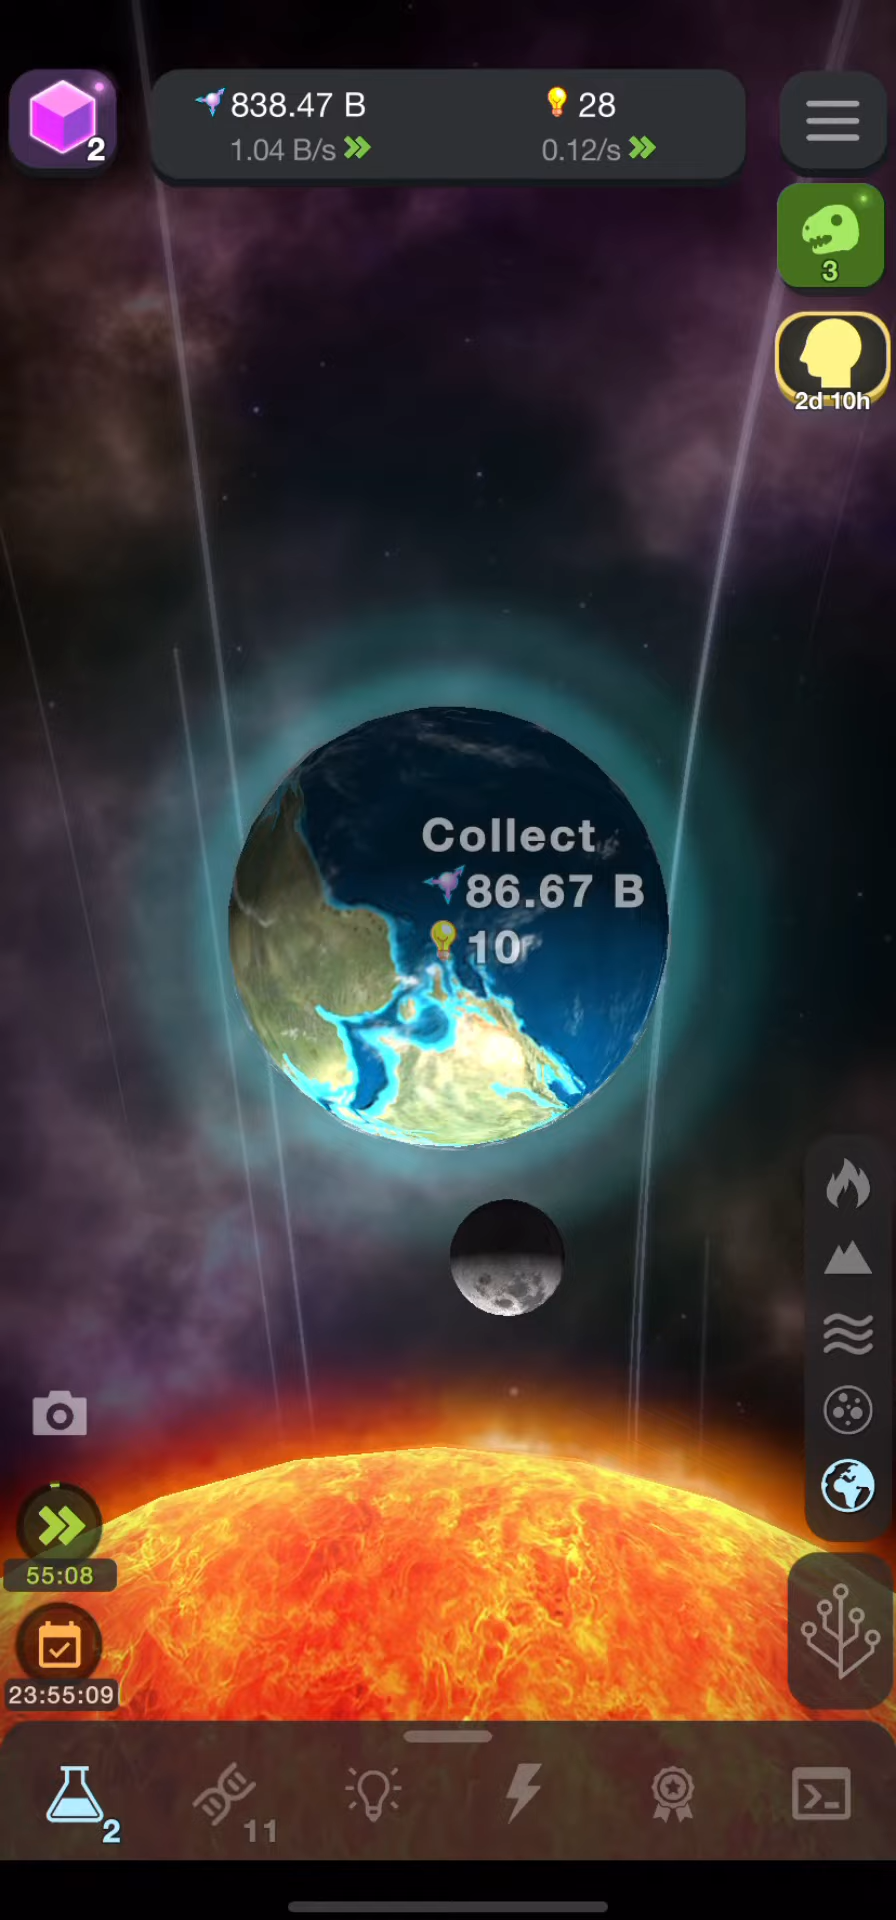 2
838.47 B
28
1.04 B/s
0.12/s
3
2d 10h
Collect
86.67 B
10
55:08
23:55:09
2
11